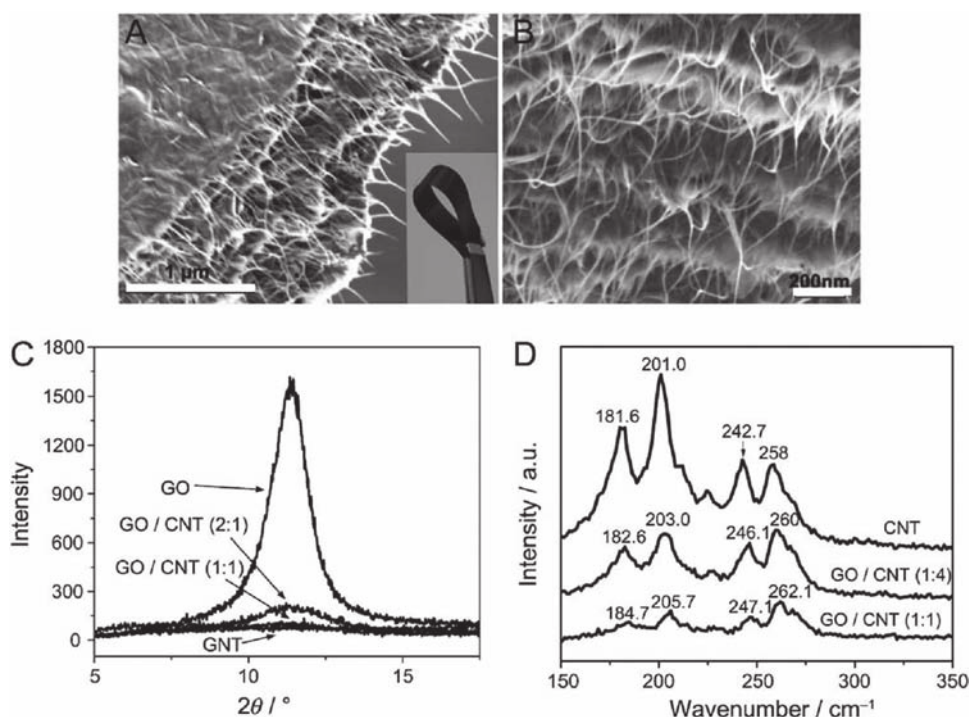 A
1 μm
B
200nm
C
1800
1500
1200
900
600
300
0
Intensity
GO
GO / CNT (2:1)
GO / CNT (1:1)
GNT
5
10
15
2θ / °
D
201.0
181.6
242.7
258
CNT
182.6
203.0
246.1
260
GO / CNT (1:4)
184.7
205.7
247.1
262.1
GO / CNT (1:1)
Intensity / a.u.
150
200
250
300
350
Wavenumber / cm⁻¹